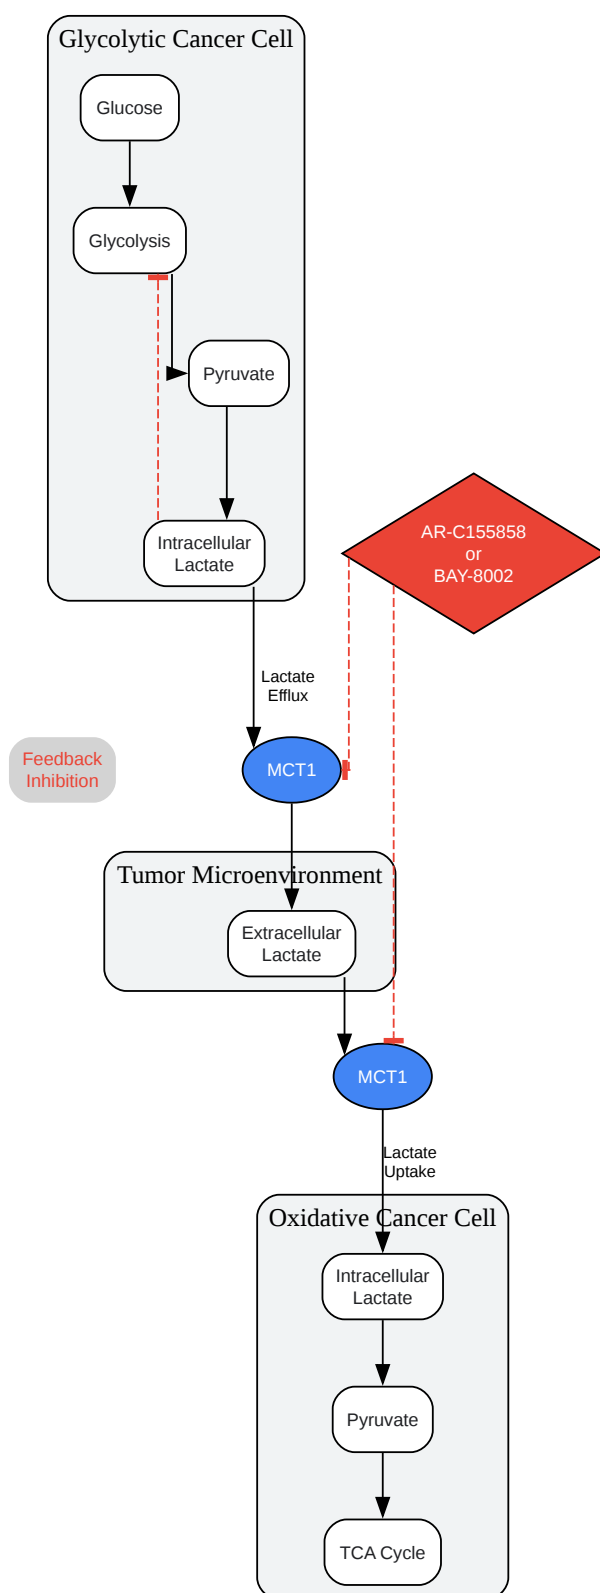 Glycolytic Cancer Cell
Glucose
Glycolysis
Pyruvate
Intracellular
Lactate
AR-C155858
or
BAY-8002
Lactate
Efflux
Feedback
Inhibition
MCT1
Tumor Microenvironment
Extracellular
Lactate
MCT1
Lactate
Uptake
Oxidative Cancer Cell
Intracellular
Lactate
Pyruvate
TCA Cycle